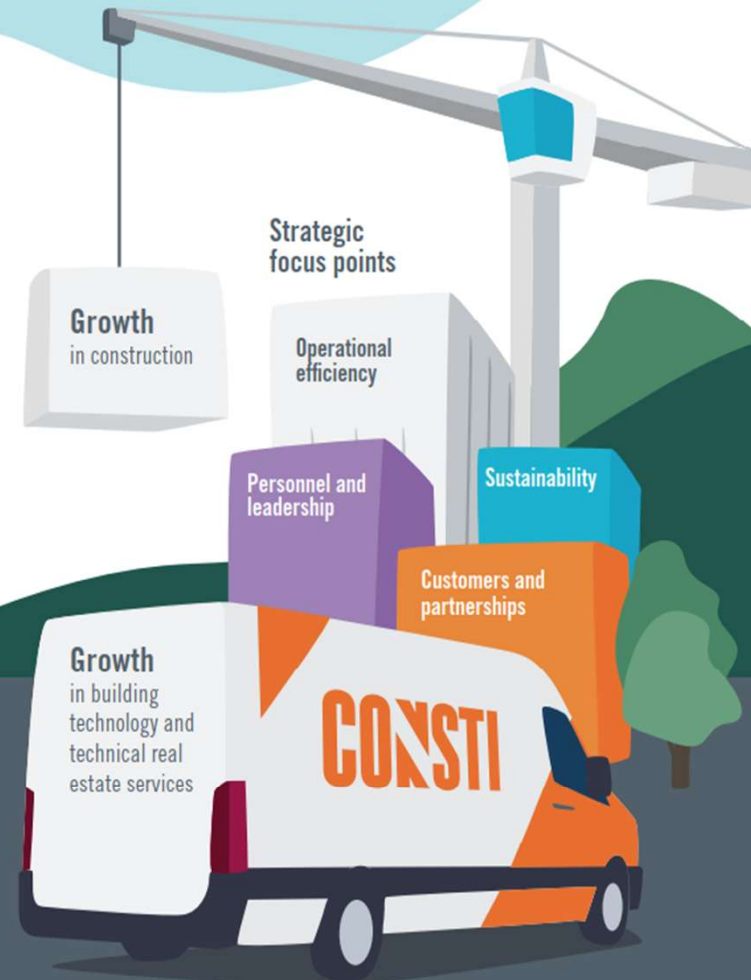 Strategic
focus points
Growth
in construction
Operational
efficiency
Personnel and
leadership
Sustainability
Customers and
partnerships
Growth
in building
technology and
technical real
estate services
CONSTI